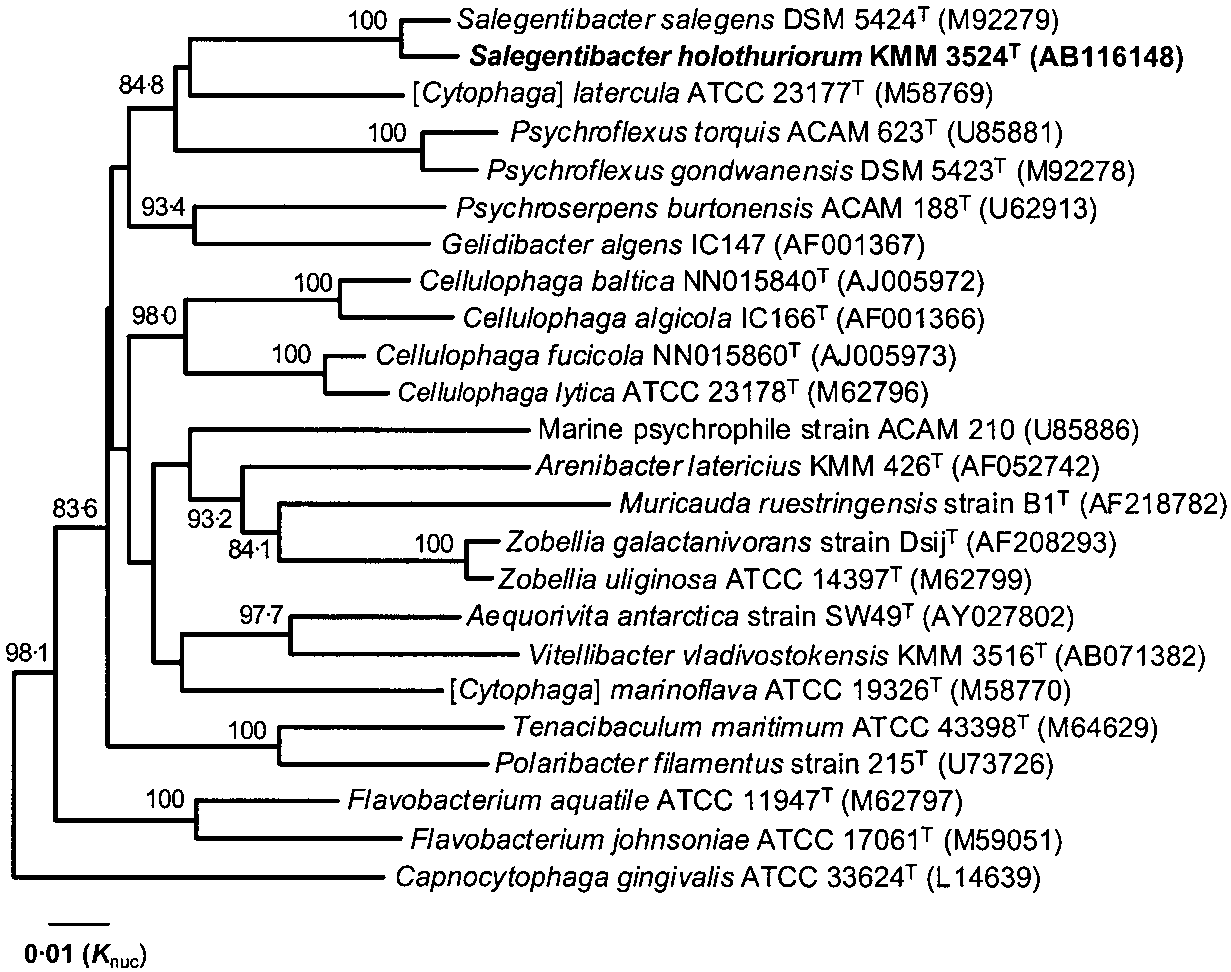 100 Salegentibacter salegens DSM 5424ᵀ (M92279)
Salegentibacter holothuriorum KMM 3524ᵀ (AB116148)
84·8
[Cytophaga] latercula ATCC 23177ᵀ (M58769)
100 Psychroflexus torquis ACAM 623ᵀ (U85881)
Psychroflexus gondwanensis DSM 5423ᵀ (M92278)
93·4 Psychroserpens burtonensis ACAM 188ᵀ (U62913)
Gelidibacter algens IC147 (AF001367)
100 Cellulophaga baltica NN015840ᵀ (AJ005972)
98·0 Cellulophaga algicola IC166ᵀ (AF001366)
100 Cellulophaga fucicola NN015860ᵀ (AJ005973)
Cellulophaga lytica ATCC 23178ᵀ (M62796)
Marine psychrophile strain ACAM 210 (U85886)
Arenibacter latericius KMM 426ᵀ (AF052742)
83·6 93·2 Muricauda ruestringensis strain B1ᵀ (AF218782)
84·1 100 Zobellia galactanivorans strain Dsijᵀ (AF208293)
Zobellia uliginosa ATCC 14397ᵀ (M62799)
97·7 Aequorivita antarctica strain SW49ᵀ (AY027802)
98·1 Vitellibacter vladivostokensis KMM 3516ᵀ (AB071382)
[Cytophaga] marinoflava ATCC 19326ᵀ (M58770)
100 Tenacibaculum maritimum ATCC 43398ᵀ (M64629)
Polaribacter filamentus strain 215ᵀ (U73726)
100 Flavobacterium aquatile ATCC 11947ᵀ (M62797)
Flavobacterium johnsoniae ATCC 17061ᵀ (M59051)
Capnocytophaga gingivalis ATCC 33624ᵀ (L14639)
0·01 (Knuc)